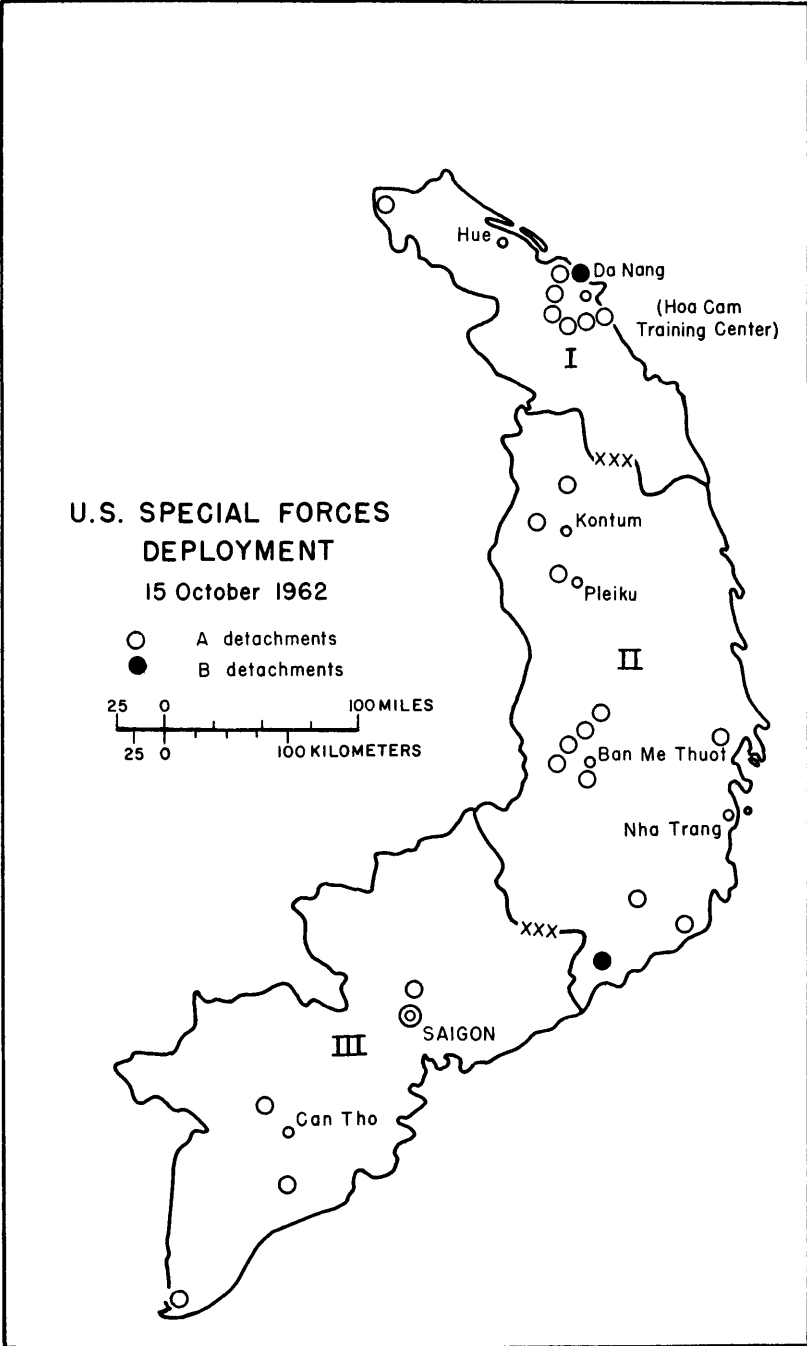 Hue
Da Nang
(Hoa Cam
Training Center)
I
XXX
U.S. SPECIAL FORCES
DEPLOYMENT
15 October 1962
A detachments
B detachments
25 0 100 MILES
25 0 100 KILOMETERS
Kontum
Pleiku
II
Ban Me Thuot
Nha Trang
XXX
SAIGON
III
Can Tho